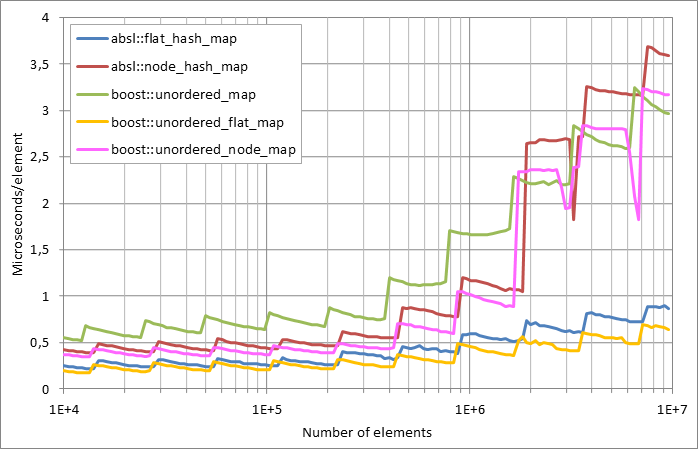 4
3,5
3
2,5
2
1,5
1
0,5
0
Microseconds/element
absl::flat_hash_map
absl::node_hash_map
boost::unordered_map
boost::unordered_flat_map
boost::unordered_node_map
1E+4 1E+5 1E+6 1E+7
Number of elements